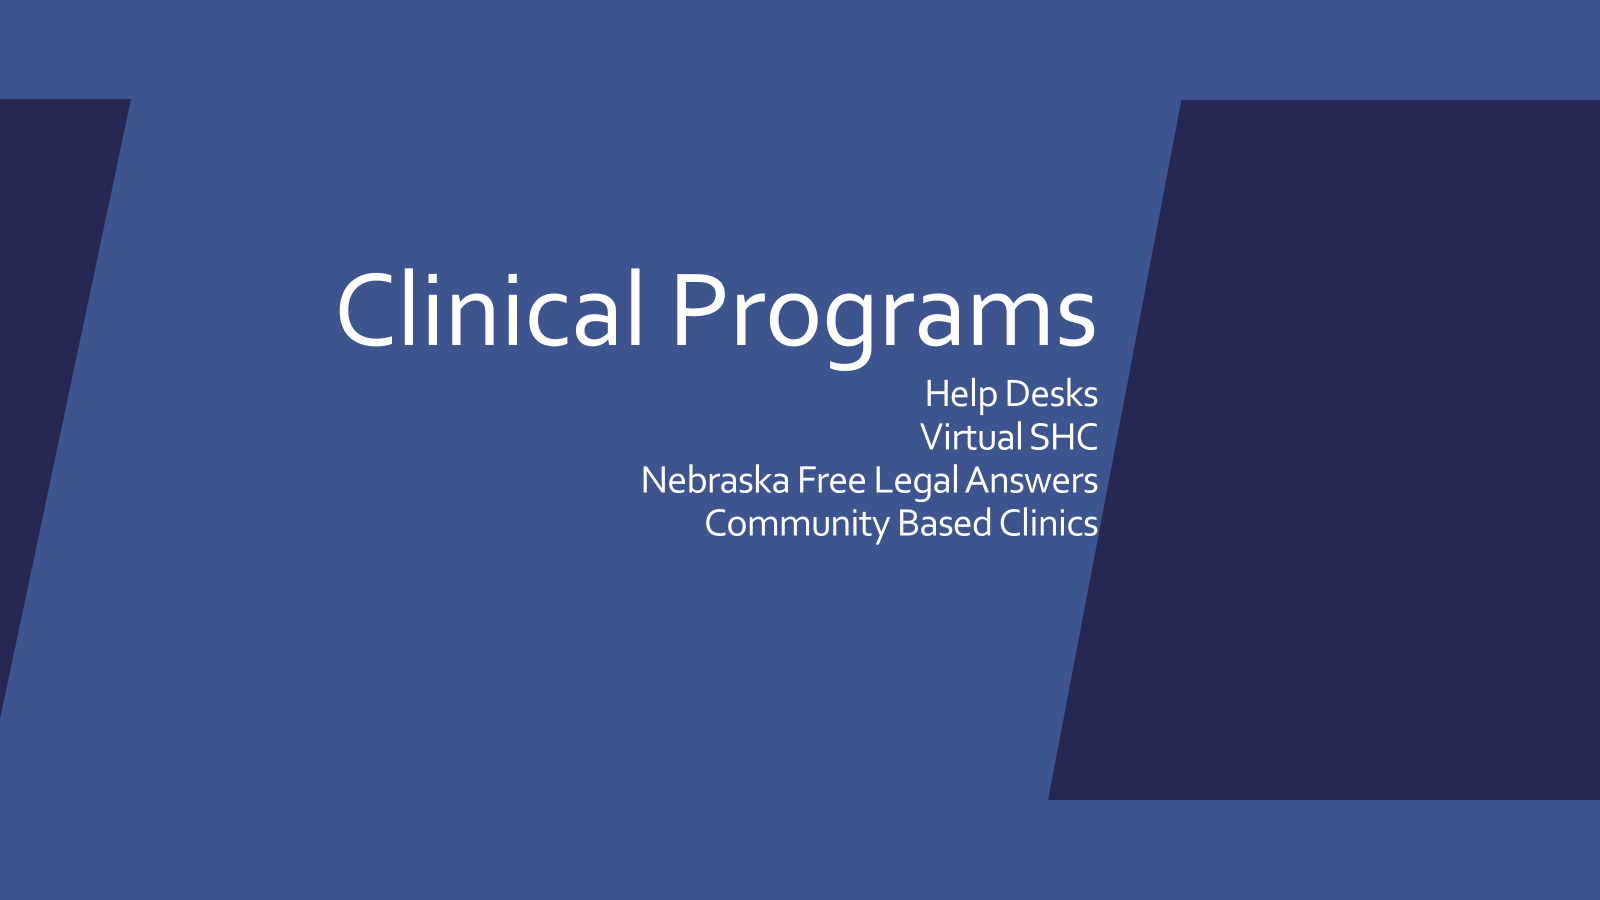 Clinical Programs
Help Desks
Virtual SHC
Nebraska Free Legal Answers
Community Based Clinics